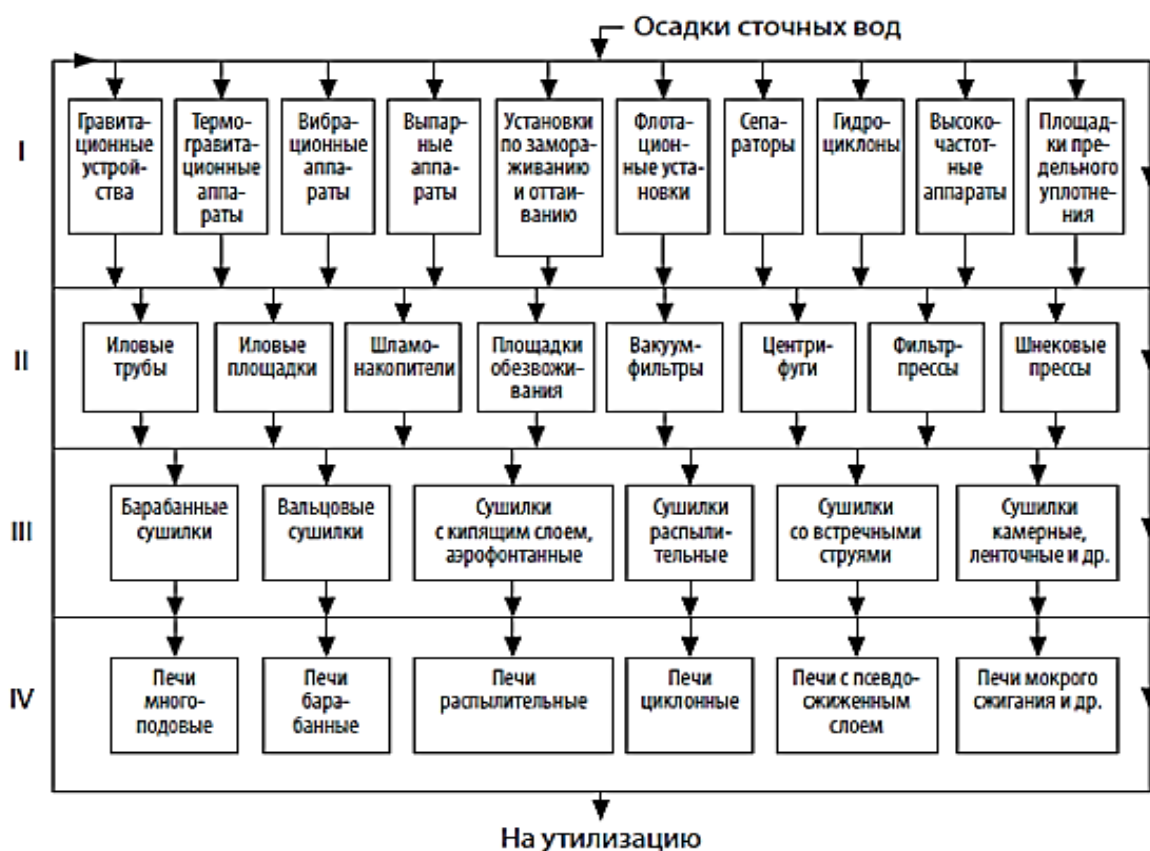 Осадки сточных вод
I
Гравита-
ционные
устрой-
ства
Термо-
гравитаци-
ционные
аппа-
раты
Вибра-
ционные
аппа-
раты
Выпар-
ные
аппа-
раты
Установки
по замора-
живанию
и оттаи-
ванию
Флота-
цион-
ные уста-
новки
Сепа-
раторы
Гидро-
циклоны
Высоко-
частот-
ные
аппараты
Площад-
ки пре-
дельного
уплотне-
ния
II
Иловые
трубы
Иловые
площадки
Шламо-
накопители
Площадки
обезвожи-
вания
Вакуум-
фильтры
Центри-
фуги
Фильтр-
прессы
Шнековые
прессы
III
Барабанные
сушилки
Вальцовые
сушилки
Сушилки
с кипящим слоем,
аэрофонтанные
Сушилки
распыли-
тельные
Сушилки
со встречными
струями
Сушилки
камерные,
ленточные и др.
IV
Печи
много-
подовые
Печи
бара-
банные
Печи
распылительные
Печи
циклонные
Печи с псевдо-
сжиженным
слоем
Печи мокрого
сжигания и др.
На утилизацию